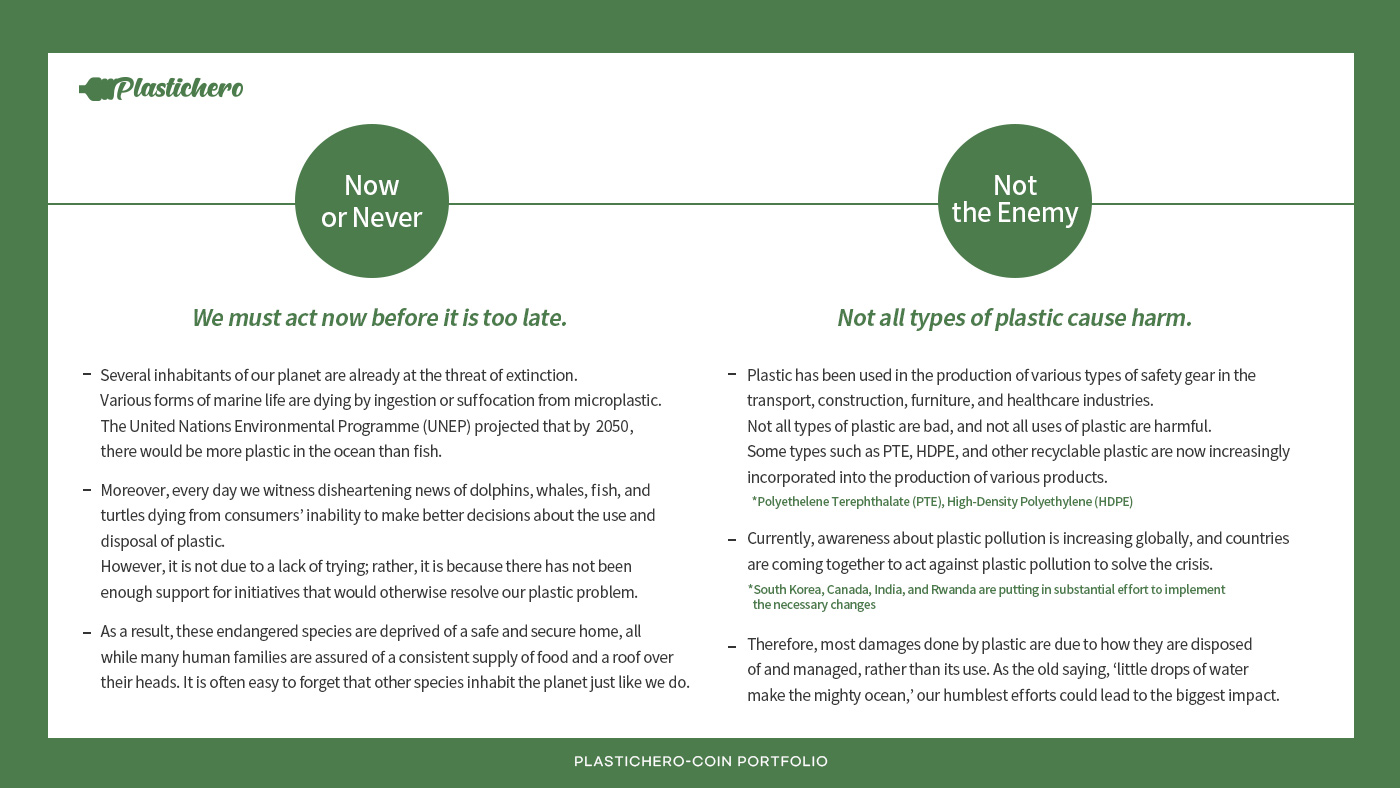 Plastichero
Now
or Never
We must act now before it is too late.
– Several inhabitants of our planet are already at the threat of extinction.
Various forms of marine life are dying by ingestion or suffocation from microplastic.
The United Nations Environmental Programme (UNEP) projected that by 2050,
there would be more plastic in the ocean than fish.
– Moreover, every day we witness disheartening news of dolphins, whales, fish, and
turtles dying from consumers’ inability to make better decisions about the use and
disposal of plastic.
However, it is not due to a lack of trying; rather, it is because there has not been
enough support for initiatives that would otherwise resolve our plastic problem.
– As a result, these endangered species are deprived of a safe and secure home, all
while many human families are assured of a consistent supply of food and a roof over
their heads. It is often easy to forget that other species inhabit the planet just like we do.
Not
the Enemy
Not all types of plastic cause harm.
– Plastic has been used in the production of various types of safety gear in the
transport, construction, furniture, and healthcare industries.
Not all types of plastic are bad, and not all uses of plastic are harmful.
Some types such as PTE, HDPE, and other recyclable plastic are now increasingly
incorporated into the production of various products.
*Polyethelene Terephthalate (PTE), High-Density Polyethylene (HDPE)
– Currently, awareness about plastic pollution is increasing globally, and countries
are coming together to act against plastic pollution to solve the crisis.
*South Korea, Canada, India, and Rwanda are putting in substantial effort to implement
the necessary changes
– Therefore, most damages done by plastic are due to how they are disposed
of and managed, rather than its use. As the old saying, ‘little drops of water
make the mighty ocean,’ our humblest efforts could lead to the biggest impact.
PLASTICHERO-COIN PORTFOLIO